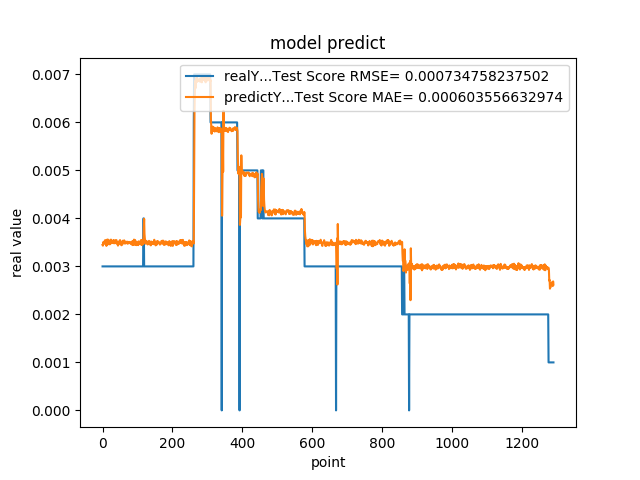 model predict
realY...Test Score RMSE= 0.000734758237502
predictY...Test Score MAE= 0.000603556632974
0.007
0.006
0.005
0.004
0.003
0.002
0.001
0.000
real value
0 200 400 600 800 1000 1200
point